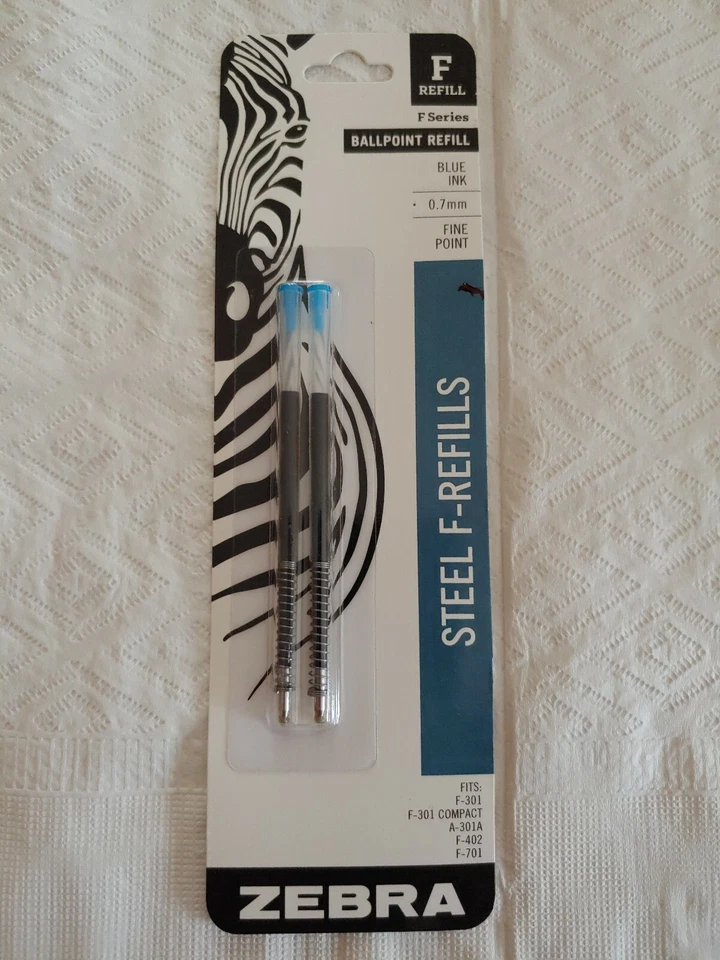 F
REFILL
F Series
BALLPOINT REFILL
BLUE
INK
0.7mm
FINE
POINT
STEEL F-REFILLS
FITS:
F-301
F-301 COMPACT
A-301A
F-402
F-701
ZEBRA